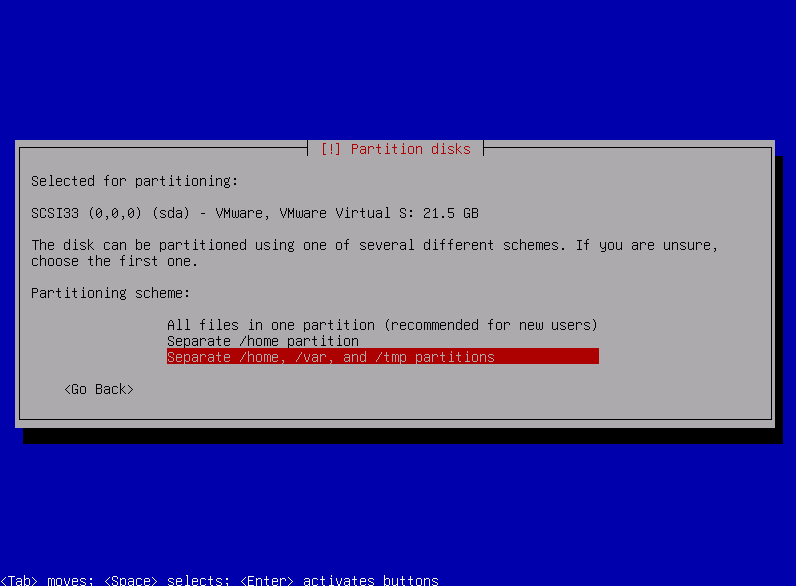 [!] Partition disks
Selected for partitioning:
SCSI33 (0,0,0) (sda) - VMware, VMware Virtual S: 21.5 GB
The disk can be partitioned using one of several different schemes. If you are unsure,
choose the first one.
Partitioning scheme:
All files in one partition (recommended for new users)
Separate /home partition
Separate /home, /var, and /tmp partitions
<Go Back>
<Tab> moves; <Space> selects; <Enter> activates buttons